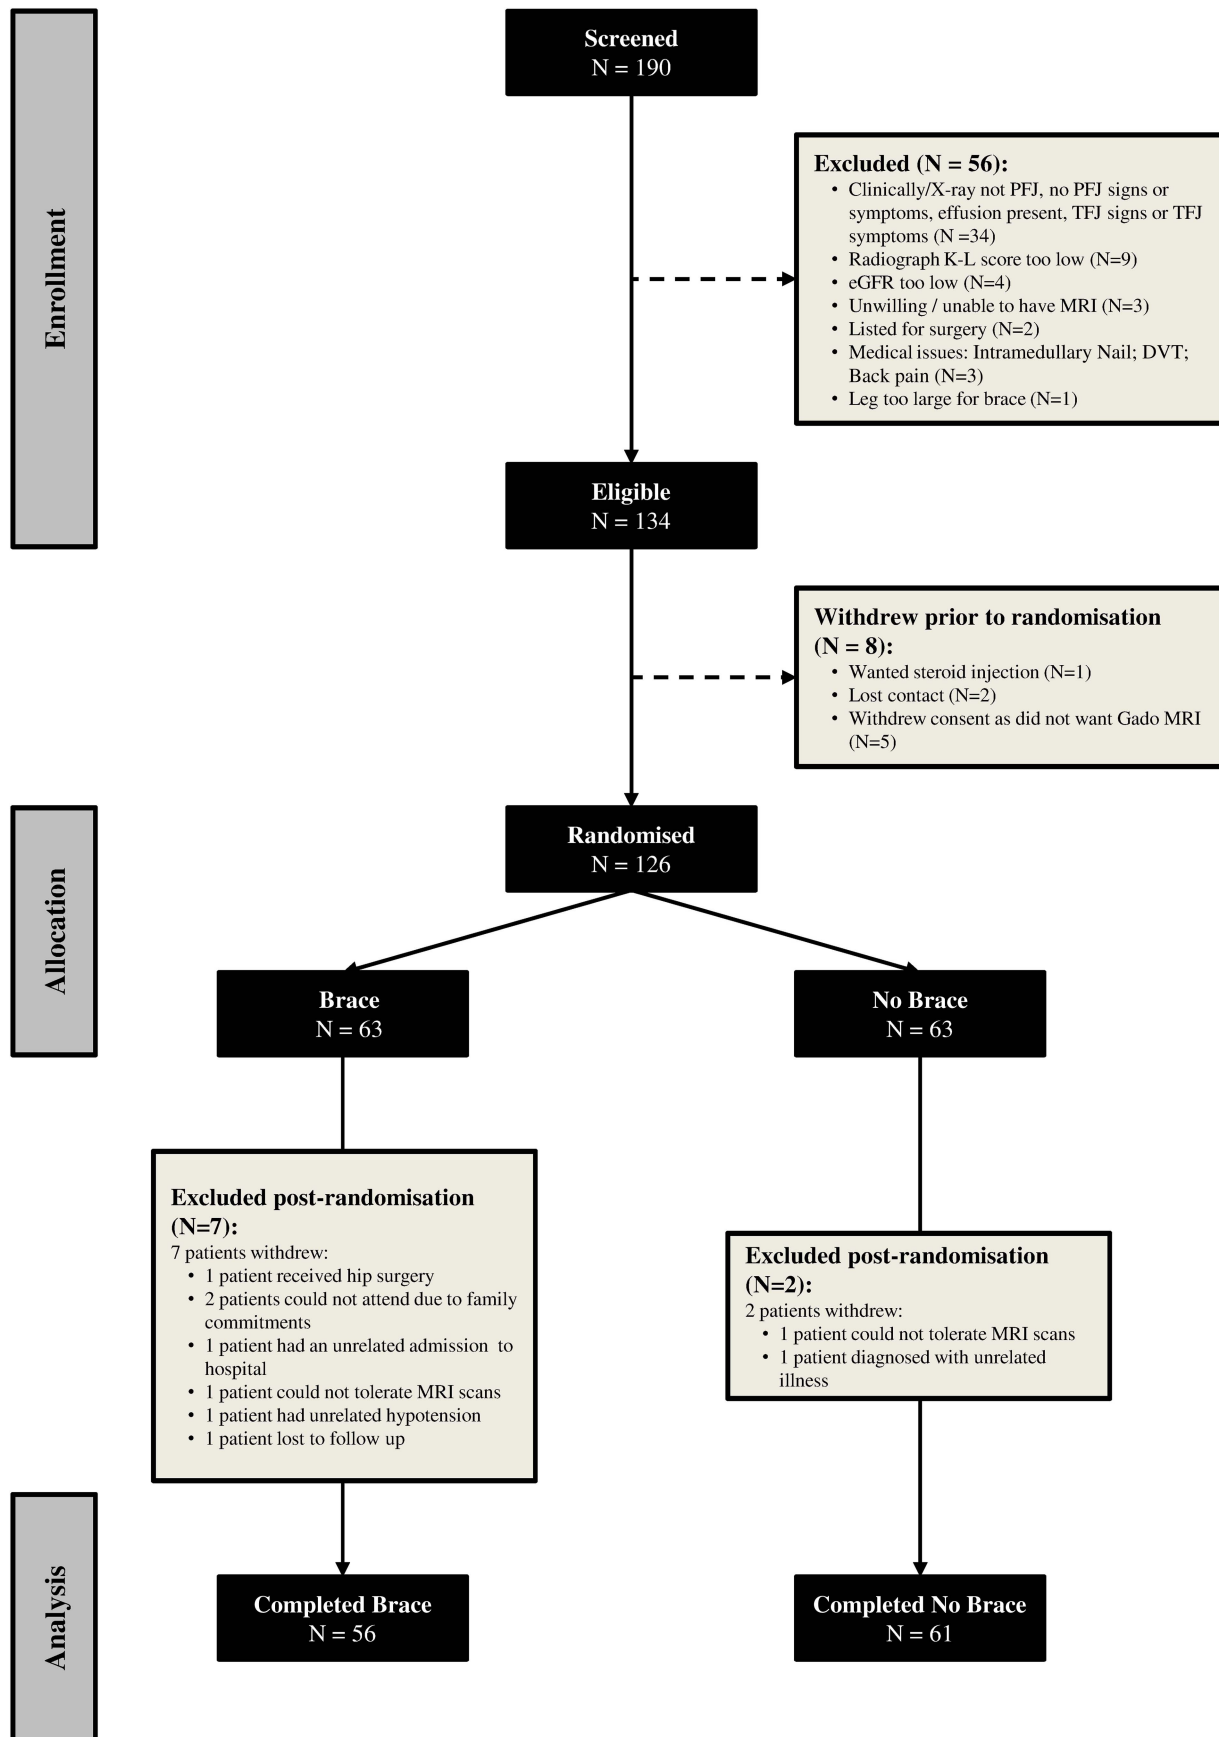 Enrollment
Screened
N = 190
Excluded (N = 56):
• Clinically/X-ray not PFJ, no PFJ signs or
symptoms, effusion present, TFJ signs or TFJ
symptoms (N =34)
• Radiograph K-L score too low (N=9)
• eGFR too low (N=4)
• Unwilling / unable to have MRI (N=3)
• Listed for surgery (N=2)
• Medical issues: Intramedullary Nail; DVT;
Back pain (N=3)
• Leg too large for brace (N=1)
Eligible
N = 134
Withdrew prior to randomisation
(N = 8):
• Wanted steroid injection (N=1)
• Lost contact (N=2)
• Withdrew consent as did not want Gado MRI
(N=5)
Allocation
Randomised
N = 126
Brace
N = 63
No Brace
N = 63
Excluded post-randomisation
(N=7):
7 patients withdrew:
• 1 patient received hip surgery
• 2 patients could not attend due to family
commitments
• 1 patient had an unrelated admission to
hospital
• 1 patient could not tolerate MRI scans
• 1 patient had unrelated hypotension
• 1 patient lost to follow up
Excluded post-randomisation
(N=2):
2 patients withdrew:
• 1 patient could not tolerate MRI scans
• 1 patient diagnosed with unrelated
illness
Analysis
Completed Brace
N = 56
Completed No Brace
N = 61